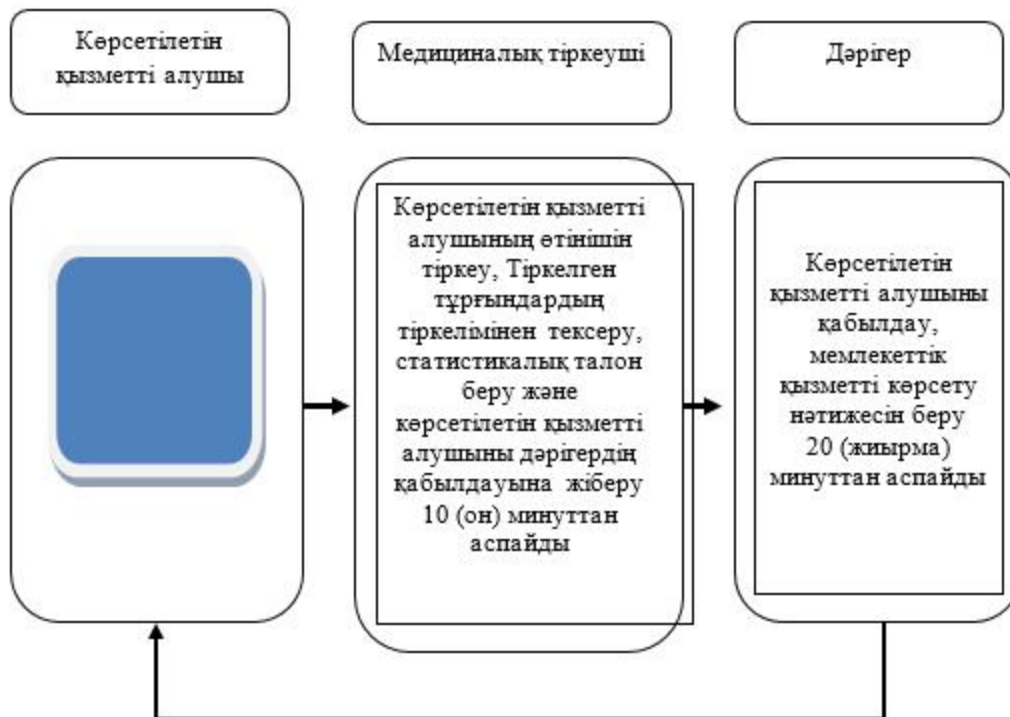 Көрсетілетін
қызметті алушы
Медициналық тіркеуші
Дәрігер
Көрсетілетін қызметті
алушының өтінішін
тіркеу, Тіркелген
тұрғындардың
тіркелімінен тексеру,
статистикалық талон
беру және
көрсетілетін қызметті
алушыны дәрігердің
қабылдауына жіберу
10 (он) минуттан
аспайды
Көрсетілетін
қызметті алушыны
қабылдау,
мемлекеттік
қызметті көрсету
нәтижесін беру
20 (жиырма)
минуттан аспайды